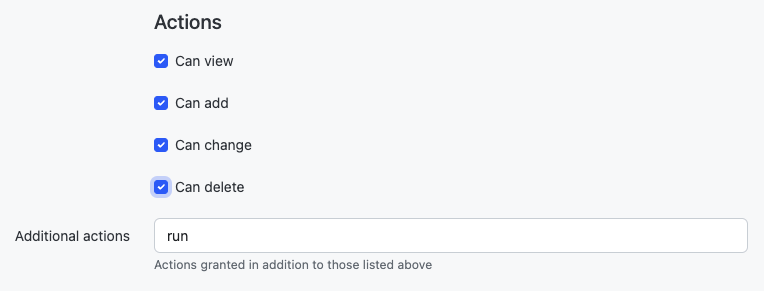 Actions
Can view
Can add
Can change
Can delete
Additional actions
run
Actions granted in addition to those listed above